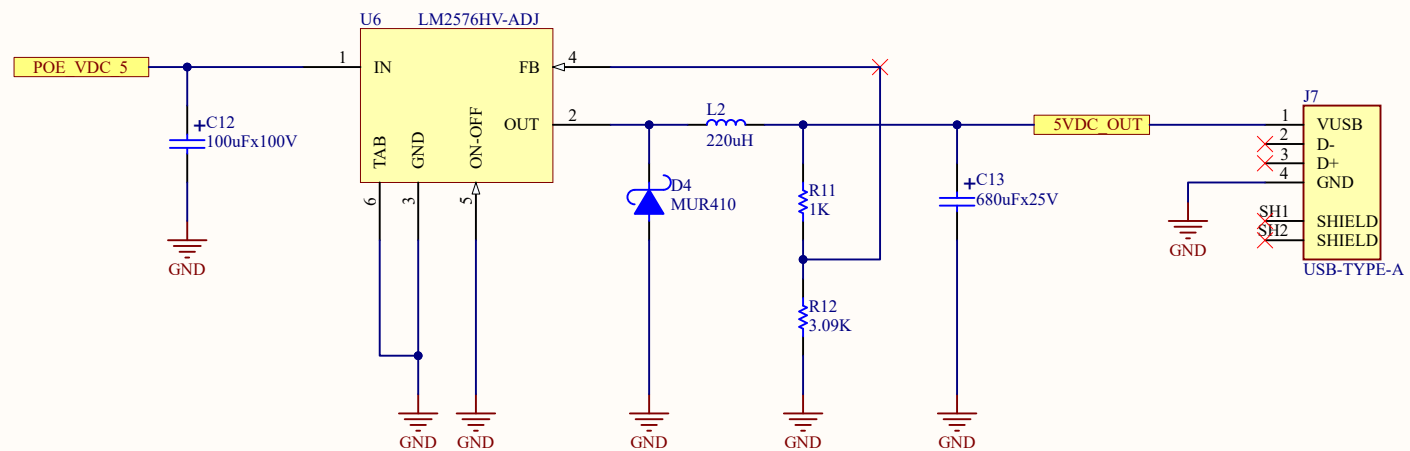 U6
LM2576HV-ADJ
POE_VDC_5
1
IN
FB
4
OUT
2
TAB
GND
ON-OFF
6
3
5
C12
100uFx100V
GND
GND
GND
D4
MUR410
GND
L2
220uH
R11
1K
R12
3.09K
GND
C13
680uFx25V
GND
5VDC_OUT
J7
1
VUSB
2
D-
3
D+
4
GND
SH1
SHIELD
SH2
SHIELD
USB-TYPE-A
GND